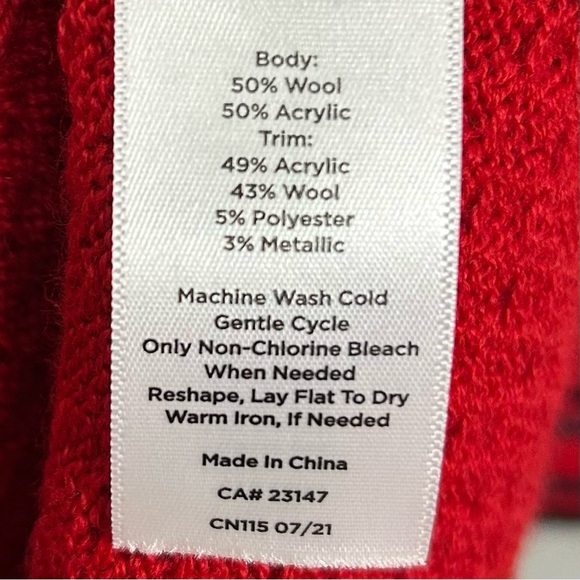 Body:
50% Wool
50% Acrylic
Trim:
49% Acrylic
43% Wool
5% Polyester
3% Metallic
Machine Wash Cold
Gentle Cycle
Only Non-Chlorine Bleach
When Needed
Reshape, Lay Flat To Dry
Warm Iron, If Needed
Made In China
CA# 23147
CN115 07/21